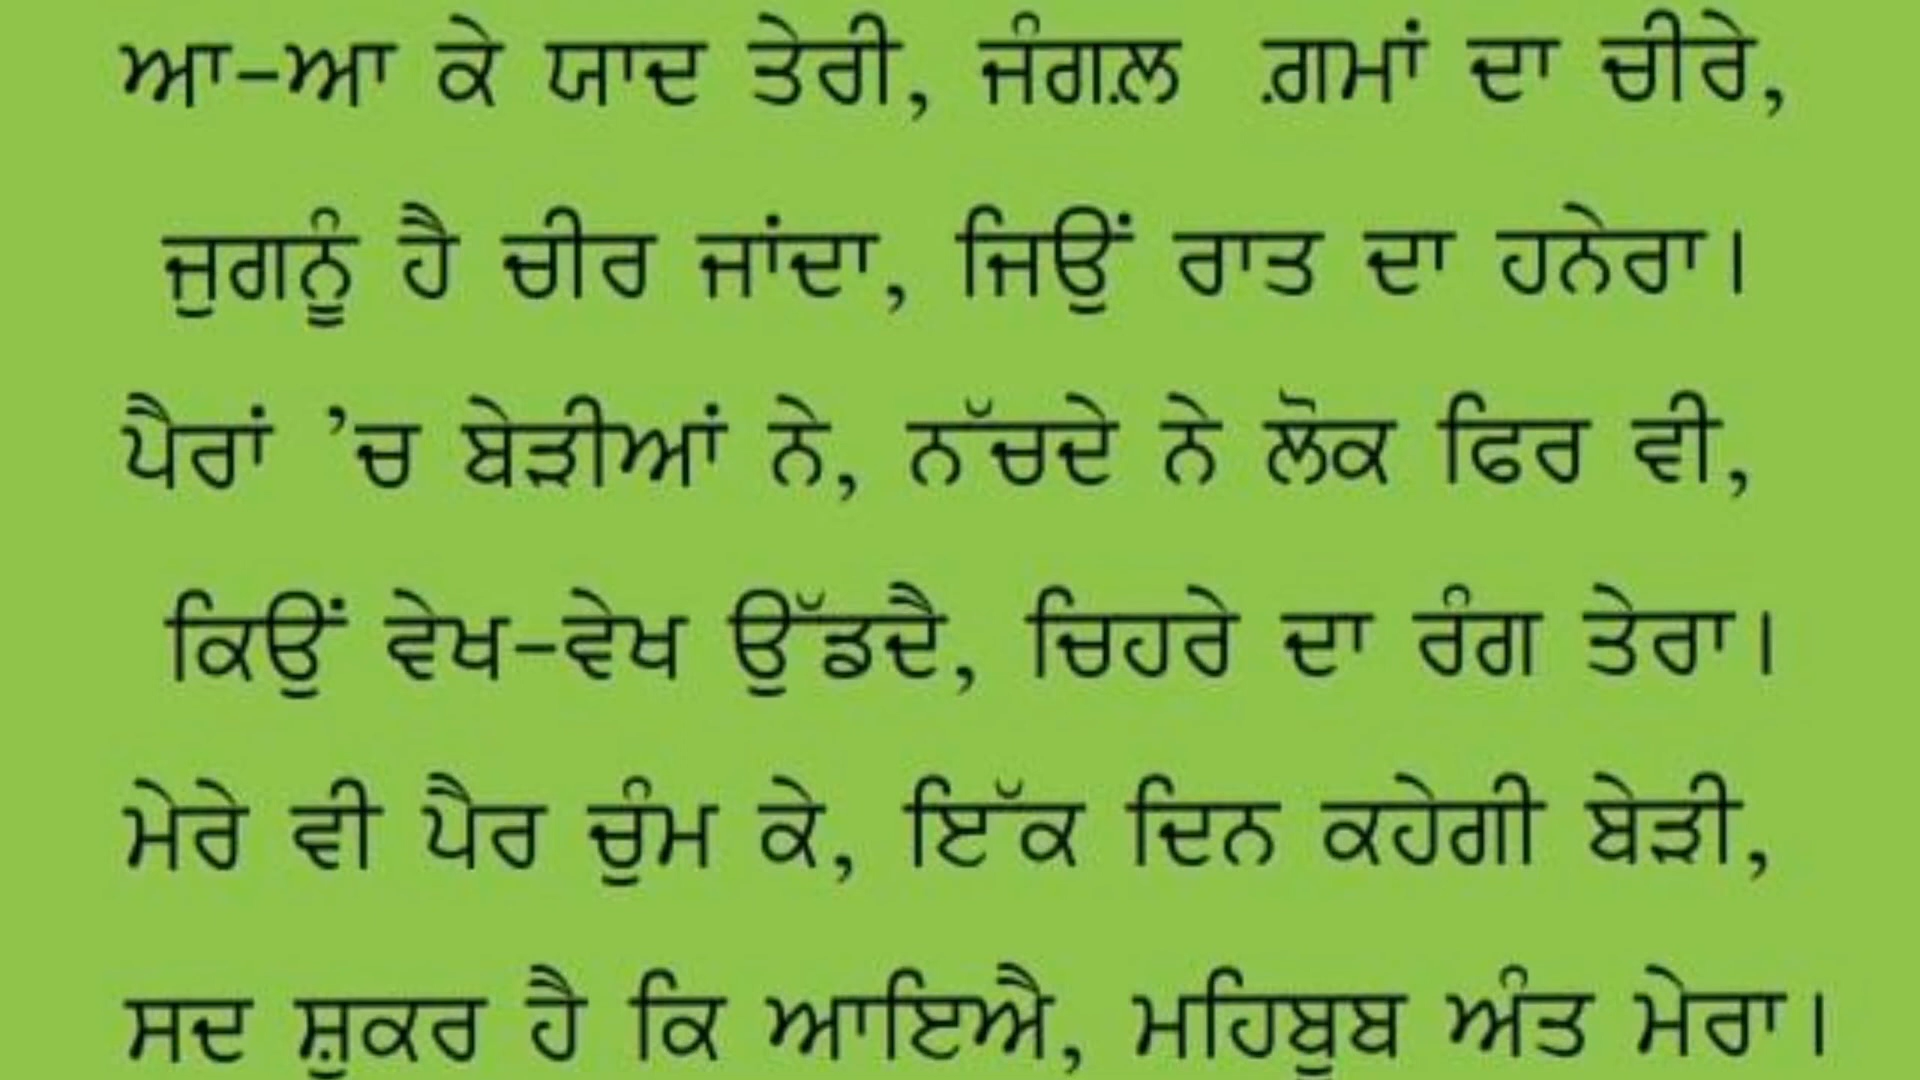 ਆ-ਆ ਕੇ ਯਾਦ ਤੇਰੀ, ਜੰਗਲ਼ ਗ਼ਮਾਂ ਦਾ ਚੀਰੇ,
ਜੁਗਨੂੰ ਹੈ ਚੀਰ ਜਾਂਦਾ, ਜਿਉਂ ਰਾਤ ਦਾ ਹਨੇਰਾ।
ਪੈਰਾਂ ’ਚ ਬੇੜੀਆਂ ਨੇ, ਨੱਚਦੇ ਨੇ ਲੋਕ ਫਿਰ ਵੀ,
ਕਿਉਂ ਵੇਖ-ਵੇਖ ਉੱਡਦੈ, ਚਿਹਰੇ ਦਾ ਰੰਗ ਤੇਰਾ।
ਮੇਰੇ ਵੀ ਪੈਰ ਚੁੰਮ ਕੇ, ਇੱਕ ਦਿਨ ਕਹੇਗੀ ਬੇੜੀ,
ਸਦ ਸ਼ੁਕਰ ਹੈ ਕਿ ਆਇਐ, ਮਹਿਬੂਬ ਅੰਤ ਮੇਰਾ।